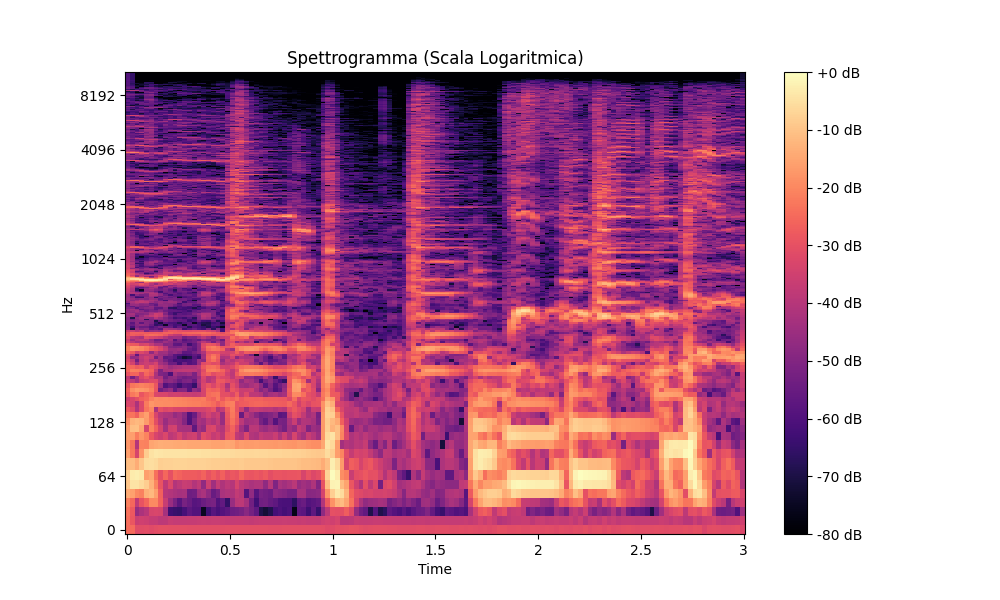 Spettrogramma (Scala Logaritmica)
8192
4096
2048
1024
512
256
128
64
0
Hz
0
0.5
1
1.5
2
2.5
3
Time
+0 dB
-10 dB
-20 dB
-30 dB
-40 dB
-50 dB
-60 dB
-70 dB
-80 dB